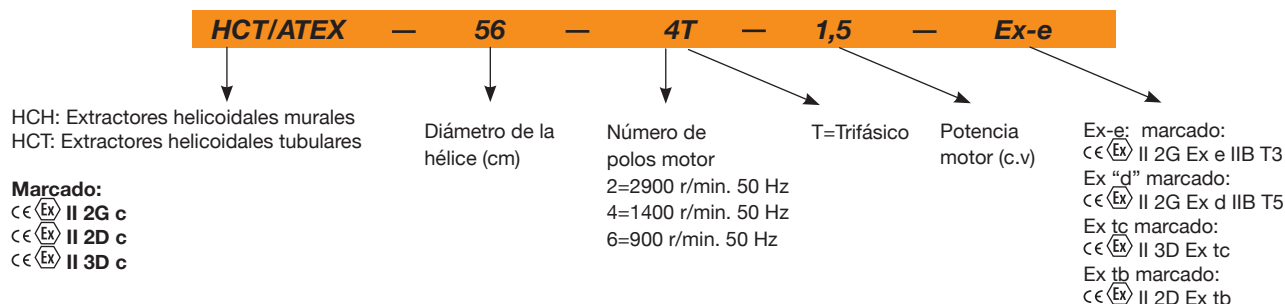 HCT/ATEX — 56 — 4T — 1,5 — Ex-e
HCH: Extractores helicoidales murales
HCT: Extractores helicoidales tubulares
Marcado:
CE Ex II 2G c
CE Ex II 2D c
CE Ex II 3D c
Diámetro de la
hélice (cm)
Número de
polos motor
2=2900 r/min. 50 Hz
4=1400 r/min. 50 Hz
6=900 r/min. 50 Hz
T=Trifásico
Potencia
motor (c.v)
Ex-e: marcado:
CE Ex II 2G Ex e IIB T3
Ex “d” marcado:
CE Ex II 2G Ex d IIB T5
Ex tc marcado:
CE Ex II 3D Ex tc
Ex tb marcado:
CE Ex II 2D Ex tb